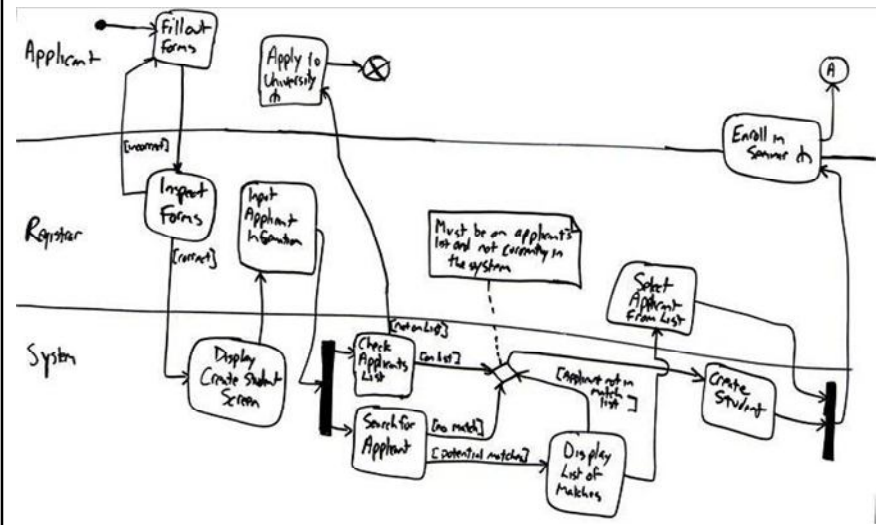 Applicant
Fill out
Forms
Apply to
University
A
Enroll in
Seminar
[incorrect]
Registrar
Inspect
Forms
[correct]
Input
Applicant
Information
Must be on applicant's
list and not currently in
the system
Select
Applicant
From List
System
Display
Create Student
Screen
[not on list]
Check
Applicants
List
[on list]
[Applicant not in
match
list]
Create
Student
Search for
Applicant
[no match]
[potential matches]
Display
List of
Matches